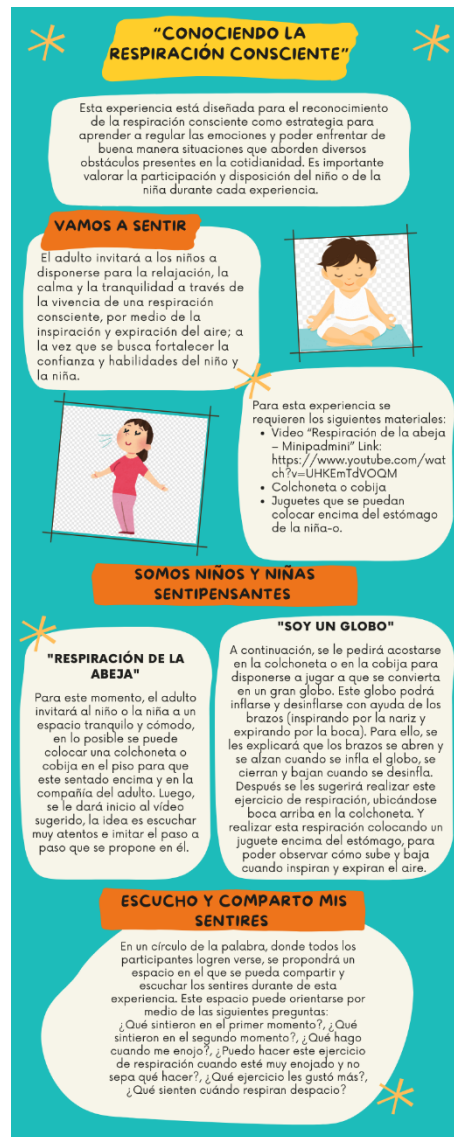 "CONOCIENDO LA
RESPIRACIÓN CONSCIENTE"
Esta experiencia está diseñada para el reconocimiento
de la respiración consciente como estrategia para
aprender a regular las emociones y poder enfrentar de
buena manera situaciones que aborden diversos
obstáculos presentes en la cotidianidad. Es importante
valorar la participación y disposición del niño o de la
niña durante cada experiencia.
VAMOS A SENTIR
El adulto invitará a los niños a
disponerse para la relajación, la
calma y la tranquilidad a través de
la vivencia de una respiración
consciente, por medio de la
inspiración y expiración del aire; a
la vez que se busca fortalecer la
confianza y habilidades del niño y
la niña.
Para esta experiencia se
requieren los siguientes materiales:
• Video "Respiración de la abeja
– Minipadmini" Link:
https://www.youtube.com/wat
ch?v=UHKEmTdVOQM
• Colchoneta o cobija
• Juguetes que se puedan
colocar encima del estómago
de la niña-o.
SOMOS NIÑOS Y NIÑAS
SENTIPENSANTES
"RESPIRACIÓN DE LA
ABEJA"
Para este momento, el adulto
invitará al niño o la niña a un
espacio tranquilo y cómodo,
en lo posible se puede
colocar una colchoneta o
cobija en el piso para que
este sentado encima y en la
compañía del adulto. Luego,
se le dará inicio al vídeo
sugerido, la idea es escuchar
muy atentos e imitar el paso a
paso que se propone en él.
"SOY UN GLOBO"
A continuación, se le pedirá acostarse
en la colchoneta o en la cobija para
disponerse a jugar a que se convierta
en un gran globo. Este globo podrá
inflarse y desinflarse con ayuda de los
brazos (inspirando por la nariz y
expirando por la boca). Para ello, se
les explicará que los brazos se abren y
se alzan cuando se infla el globo, se
cierran y bajan cuando se desinfla.
Después se les sugerirá realizar este
ejercicio de respiración, ubicándose
boca arriba en la colchoneta. Y
realizar esta respiración colocando un
juguete encima del estómago, para
poder observar cómo sube y baja
cuando inspiran y expiran el aire.
ESCUCHO Y COMPARTO MIS
SENTIRES
En un círculo de la palabra, donde todos los
participantes logren verse, se propondrá un
espacio en el que se pueda compartir y
escuchar los sentires durante de esta
experiencia. Este espacio puede orientarse por
medio de las siguientes preguntas:
¿Qué sintieron en el primer momento?, ¿Qué
sintieron en el segundo momento?, ¿Qué hago
cuando me enojo?, ¿Puedo hacer este ejercicio
de respiración cuando esté muy enojado y no
sepa qué hacer?, ¿Qué ejercicio les gustó más?,
¿Qué sienten cuándo respiran despacio?